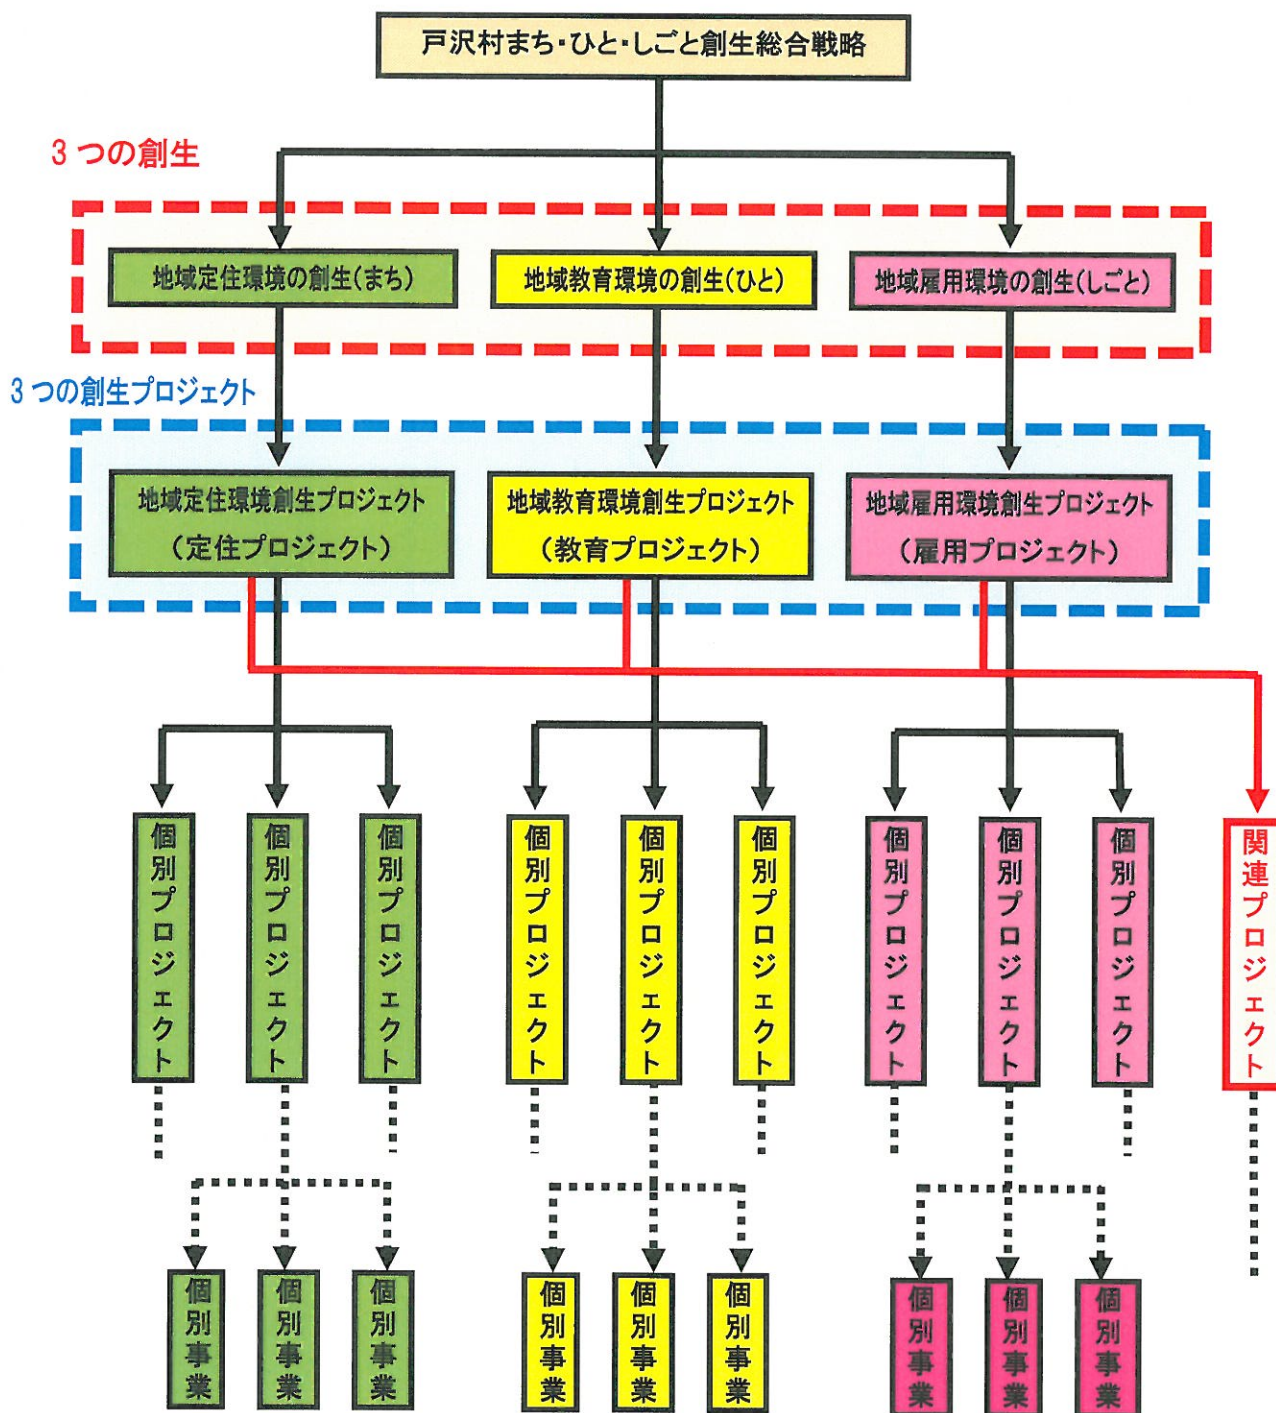 戸沢村まち・ひと・しごと創生総合戦略
3つの創生
地域定住環境の創生(まち)
地域教育環境の創生(ひと)
地域雇用環境の創生(しごと)
3つの創生プロジェクト
地域定住環境創生プロジェクト
(定住プロジェクト)
地域教育環境創生プロジェクト
(教育プロジェクト)
地域雇用環境創生プロジェクト
(雇用プロジェクト)
個別プロジェクト
個別プロジェクト
個別プロジェクト
個別プロジェクト
個別プロジェクト
個別プロジェクト
個別プロジェクト
個別プロジェクト
個別プロジェクト
関連プロジェクト
個別事業
個別事業
個別事業
個別事業
個別事業
個別事業
個別事業
個別事業
個別事業